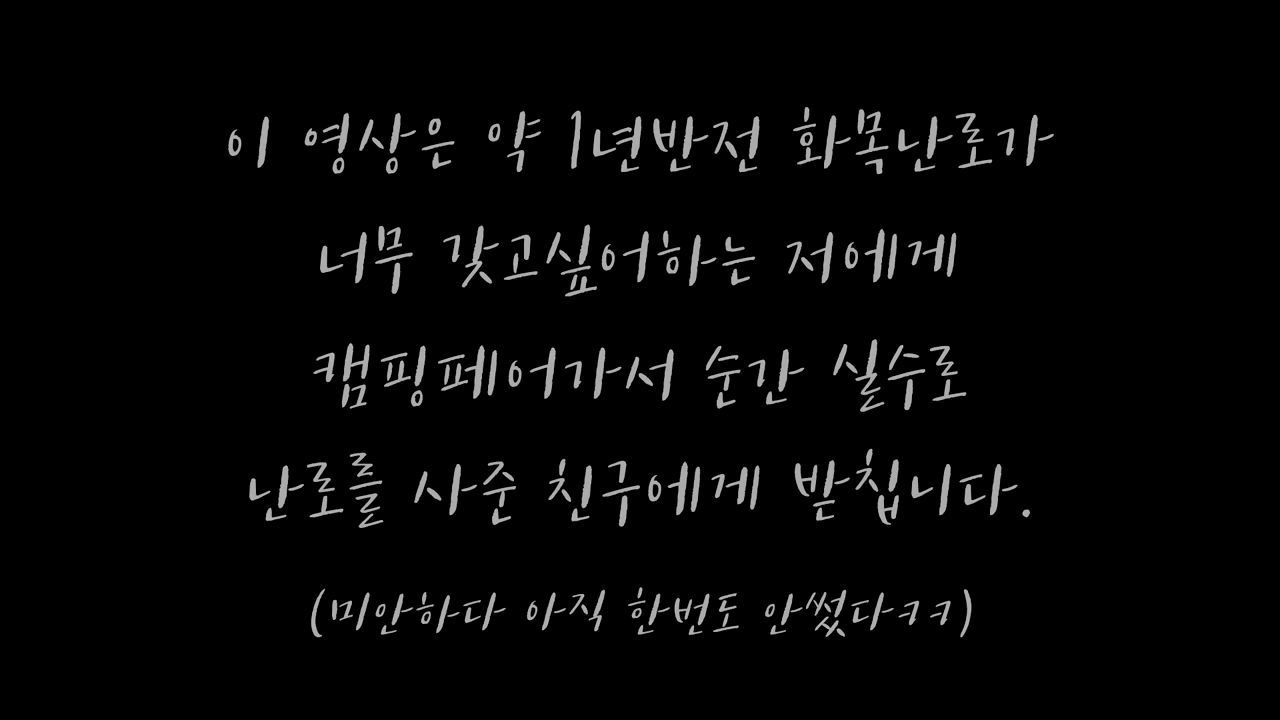 이 영상은 약 1년반전 화목난로가
너무 갖고싶어하는 저에게
캠핑페어가서 순간 실수로
난로를 사준 친구에게 받칩니다.
(미안하다 아직 한번도 안썼다ㅋㅋ)